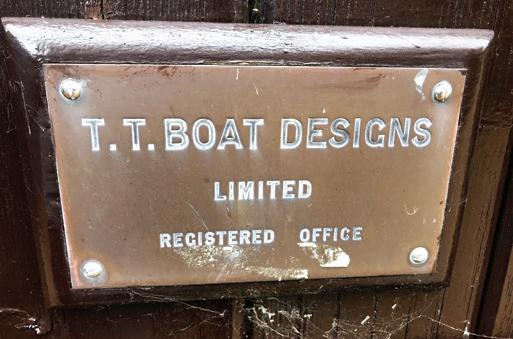 T.T.BOAT DESIGNS
LIMITED
REGISTERED OFFICE